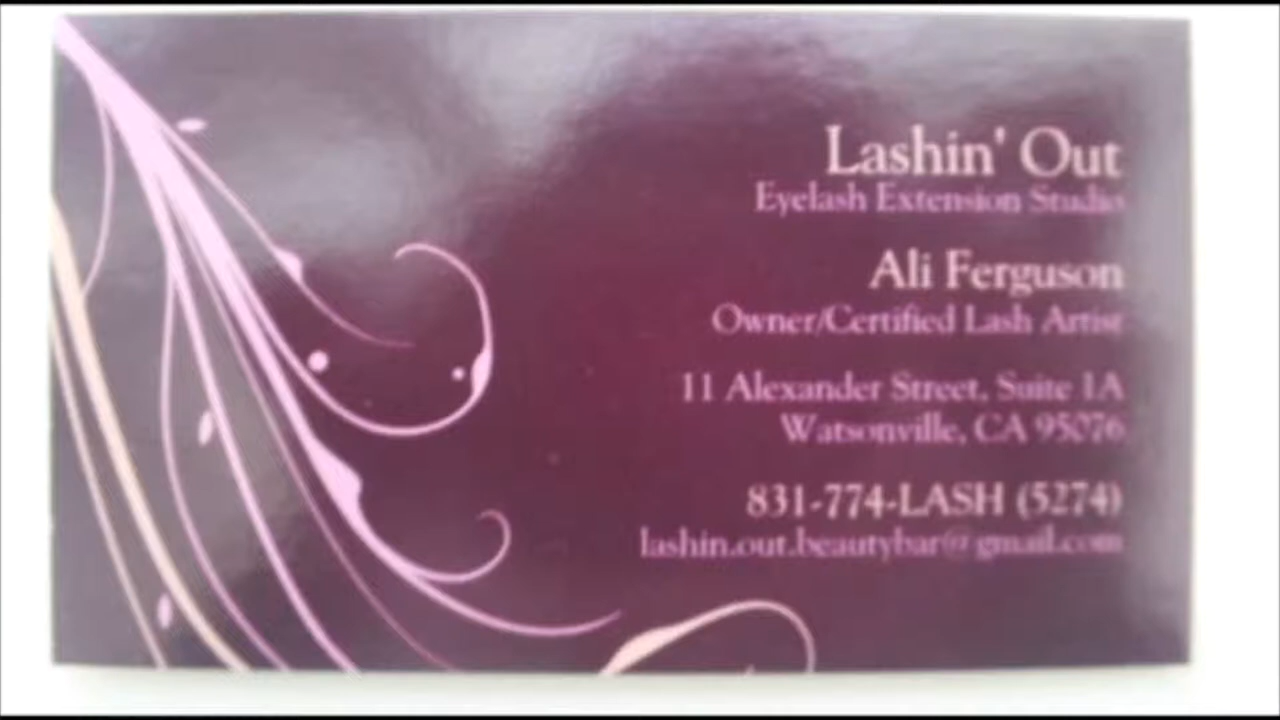 Lashin' Out
Eyelash Extension Studio
Ali Ferguson
Owner/Certified Lash Artist
11 Alexander Street, Suite 1A
Watsonville, CA 95076
831-774-LASH (5274)
lashin.out.beautybar@gmail.com